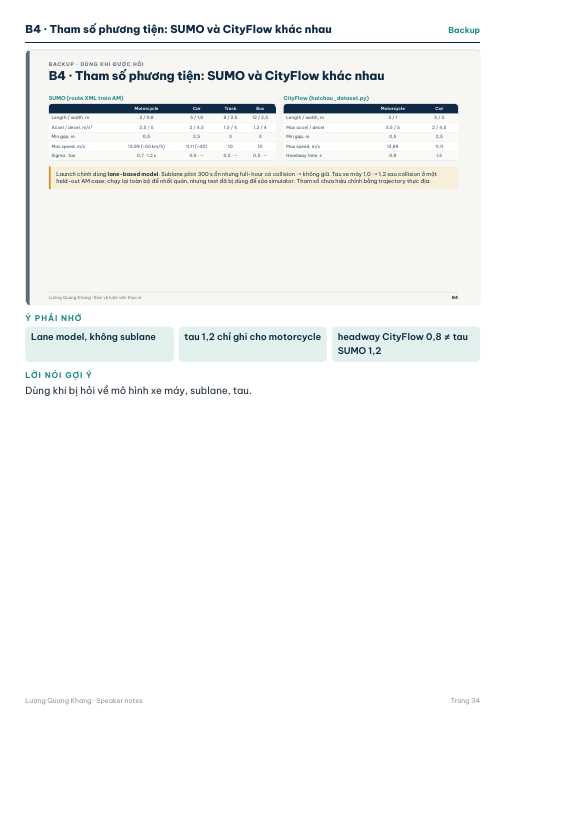 B4 · Tham số phương tiện: SUMO và CityFlow khác nhau
Backup
BACKUP · DÙNG KHI ĐƯỢC HỎI
B4 · Tham số phương tiện: SUMO và CityFlow khác nhau
SUMO (route XML train AM)
Motorcycle Car Truck Bus
Length / width, m 2 / 0,8 5 / 1,8 8 / 2,5 12 / 2,5
Accel / decel, m/s² 3,5 / 5 2 / 4,5 1,3 / 4 1,2 / 4
Min gap, m 0,5 2,5 3 3
Max speed, m/s 13,89 (≈50 km/h) 11,11 (≈40) 10 10
Sigma · tau 0,7 · 1,2 s 0,5 · — 0,5 · — 0,5 · —
CityFlow (haichau_dataset.py)
Motorcycle Car
Length / width, m 2 / 1 5 / 2
Max accel / decel 3,5 / 5 2 / 4,5
Min gap, m 0,5 2,5
Max speed, m/s 13,89 11,11
Headway time, s 0,8 1,5
Launch chính dùng lane-based model. Sublane pilot 300 s ổn nhưng full-hour có collision → không giữ. Tau xe máy 1,0 → 1,2 sau collision ở một
held-out AM case; chạy lại toàn bộ để nhất quán, nhưng test đã bị dùng để sửa simulator. Tham số chưa hiệu chỉnh bằng trajectory thực địa.
Lương Quang Khang · Bảo vệ luận văn thạc sĩ
B4
Ý PHẢI NHỚ
Lane model, không sublane
tau 1,2 chỉ ghi cho motorcycle
headway CityFlow 0,8 ≠ tau
SUMO 1,2
LỜI NÓI GỢI Ý
Dùng khi bị hỏi về mô hình xe máy, sublane, tau.
Lương Quang Khang · Speaker notes
Trang 34